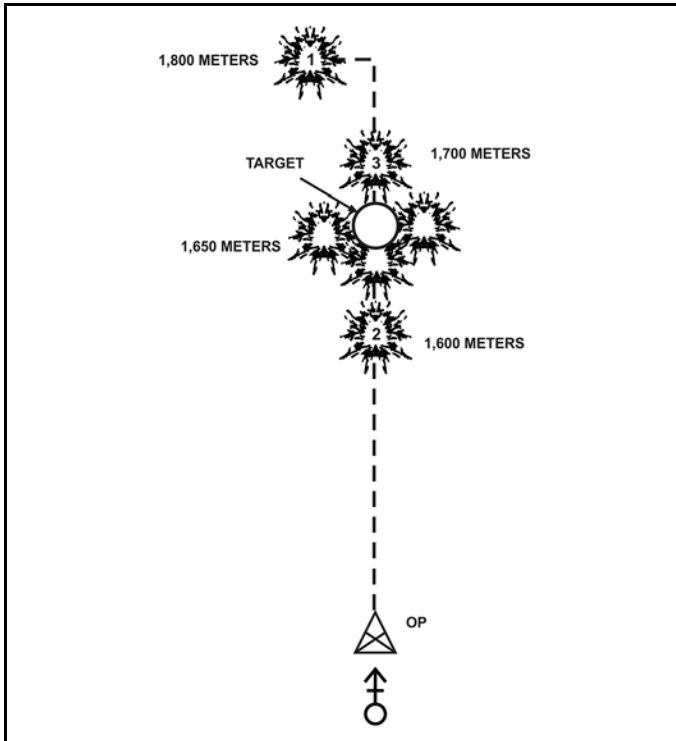 1,800 METERS
1
3
1,700 METERS
TARGET
1,650 METERS
2
1,600 METERS
OP